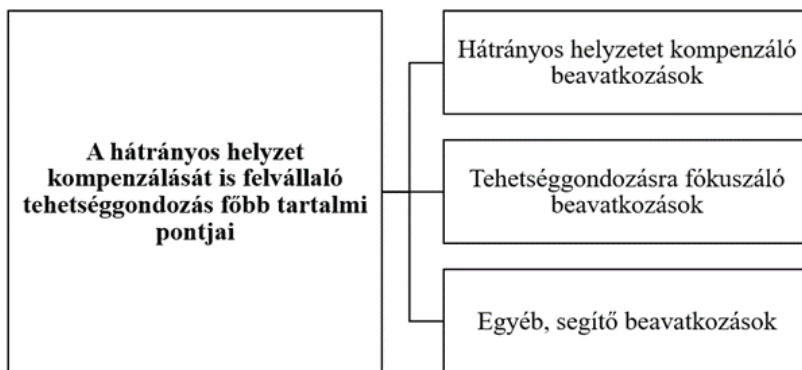 A hátrányos helyzet
kompenzálását is felvállaló
tehetséggondozás főbb tartalmi
pontjai
Hátrányos helyzetet kompenzáló
beavatkozások
Tehetséggondozásra fókuszáló
beavatkozások
Egyéb, segítő beavatkozások